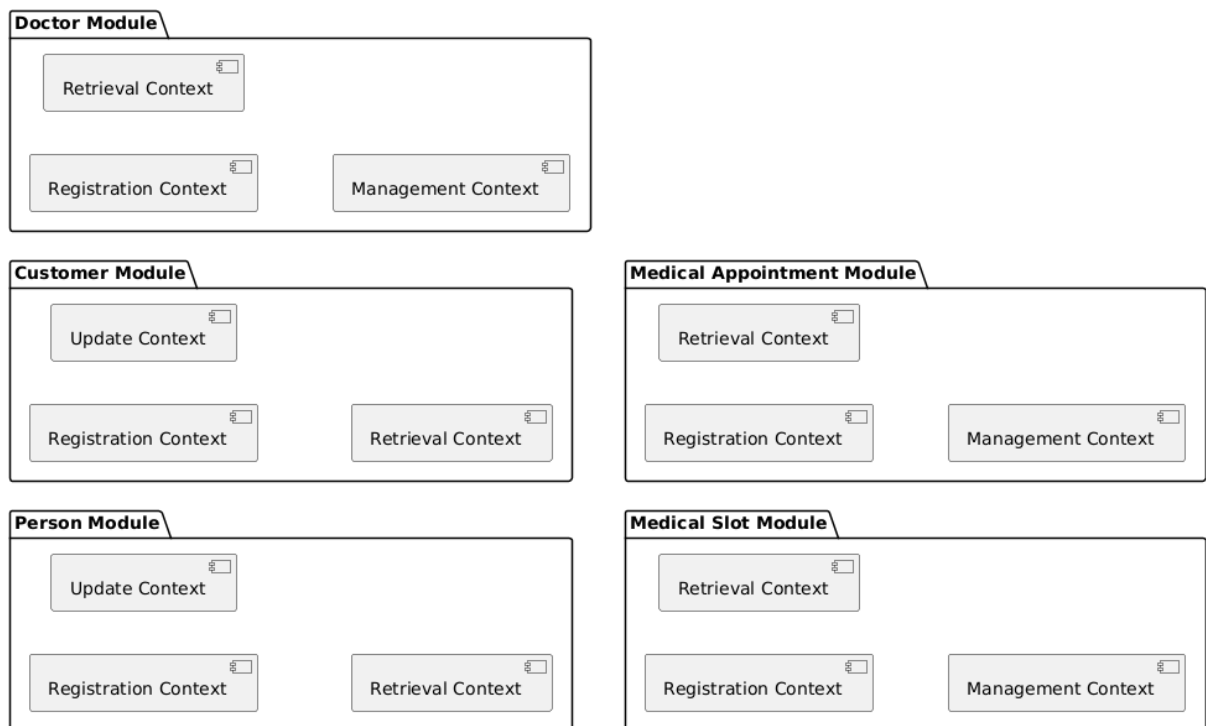 Doctor Module
Retrieval Context
Registration Context
Management Context
Customer Module
Update Context
Registration Context
Retrieval Context
Medical Appointment Module
Retrieval Context
Registration Context
Management Context
Person Module
Update Context
Registration Context
Retrieval Context
Medical Slot Module
Retrieval Context
Registration Context
Management Context